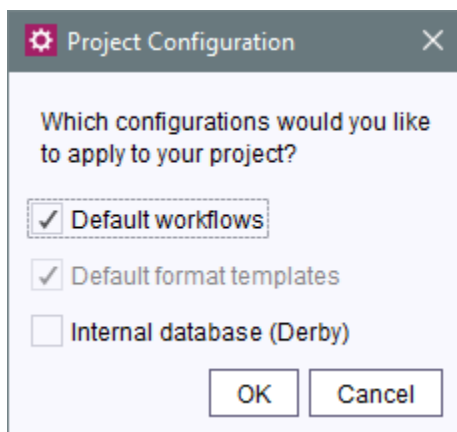 Project Configuration
Which configurations would you like
to apply to your project?
Default workflows
Default format templates
Internal database (Derby)
OK Cancel